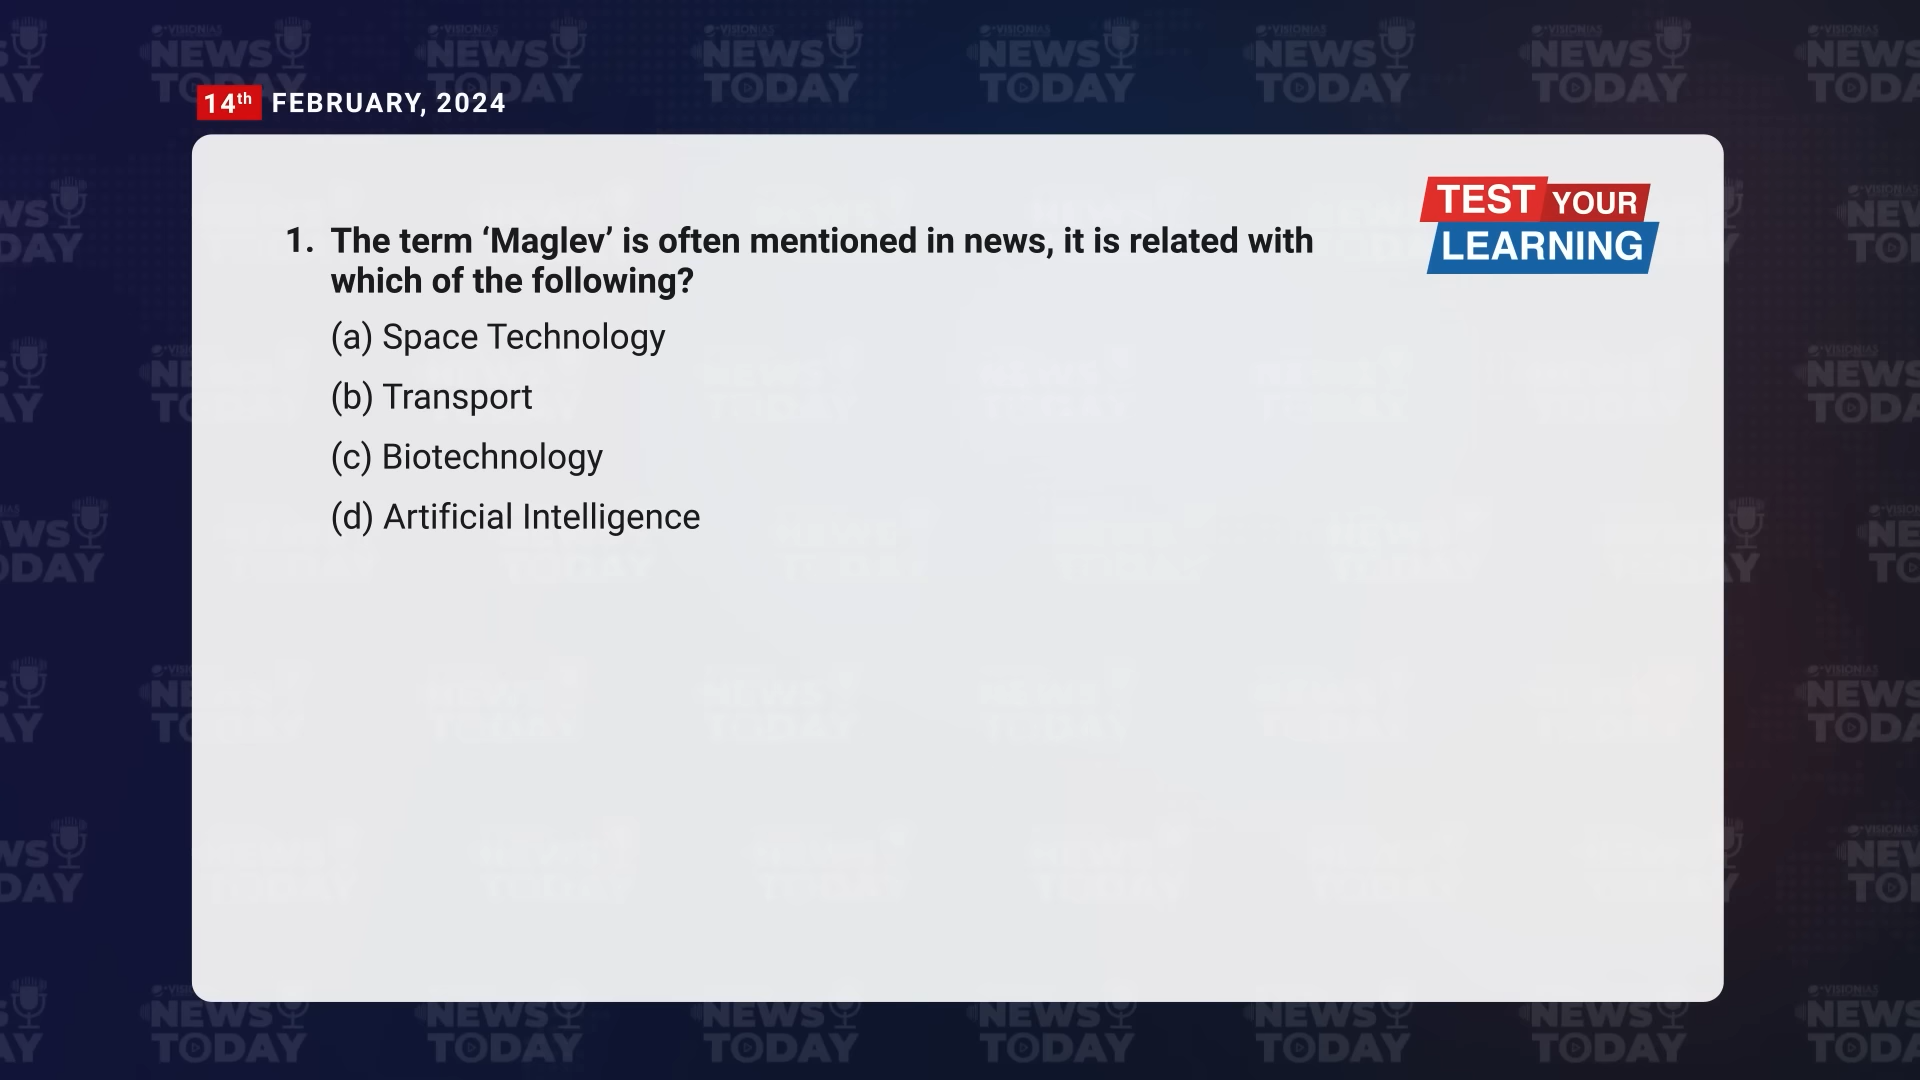 14th FEBRUARY, 2024
TEST YOUR
LEARNING
1. The term ‘Maglev’ is often mentioned in news, it is related with
which of the following?
(a) Space Technology
(b) Transport
(c) Biotechnology
(d) Artificial Intelligence